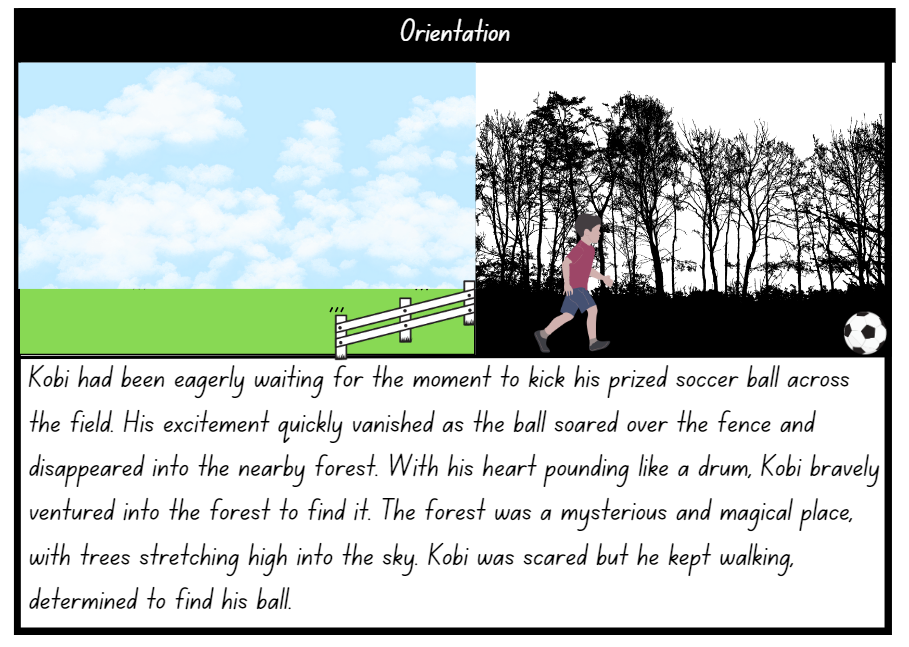 Orientation
Kobi had been eagerly waiting for the moment to kick his prized soccer ball across
the field. His excitement quickly vanished as the ball soared over the fence and
disappeared into the nearby forest. With his heart pounding like a drum, Kobi bravely
ventured into the forest to find it. The forest was a mysterious and magical place,
with trees stretching high into the sky. Kobi was scared but he kept walking,
determined to find his ball.